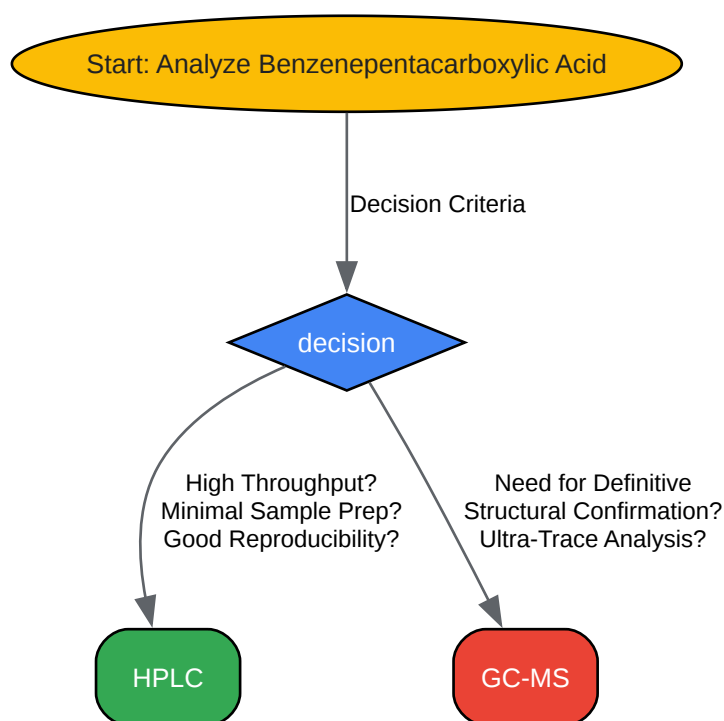 Start: Analyze Benzenepentacarboxylic Acid
Decision Criteria
decision
High Throughput?
Minimal Sample Prep?
Good Reproducibility?
Need for Definitive
Structural Confirmation?
Ultra-Trace Analysis?
HPLC
GC-MS